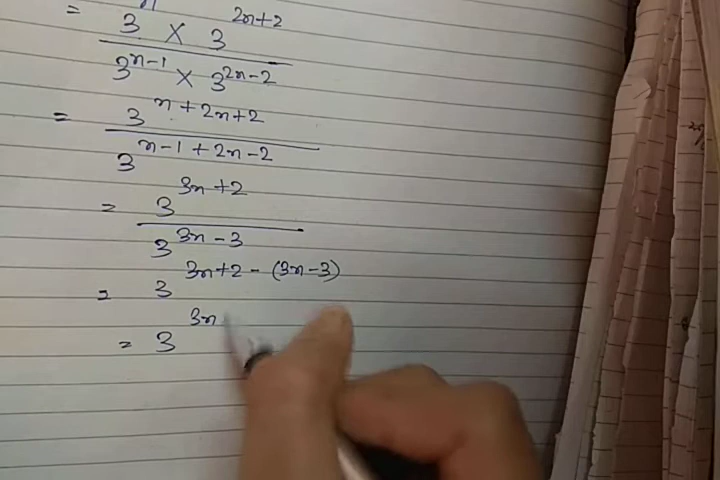 = 3^n × 3^{2n+2}
3^{n-1} × 3^{2n-2}
= 3^{n+2n+2}
3^{n-1+2n-2}
= 3^{3n+2}
3^{3n-3}
= 3^{3n+2-(3n-3)}
= 3^{3n}